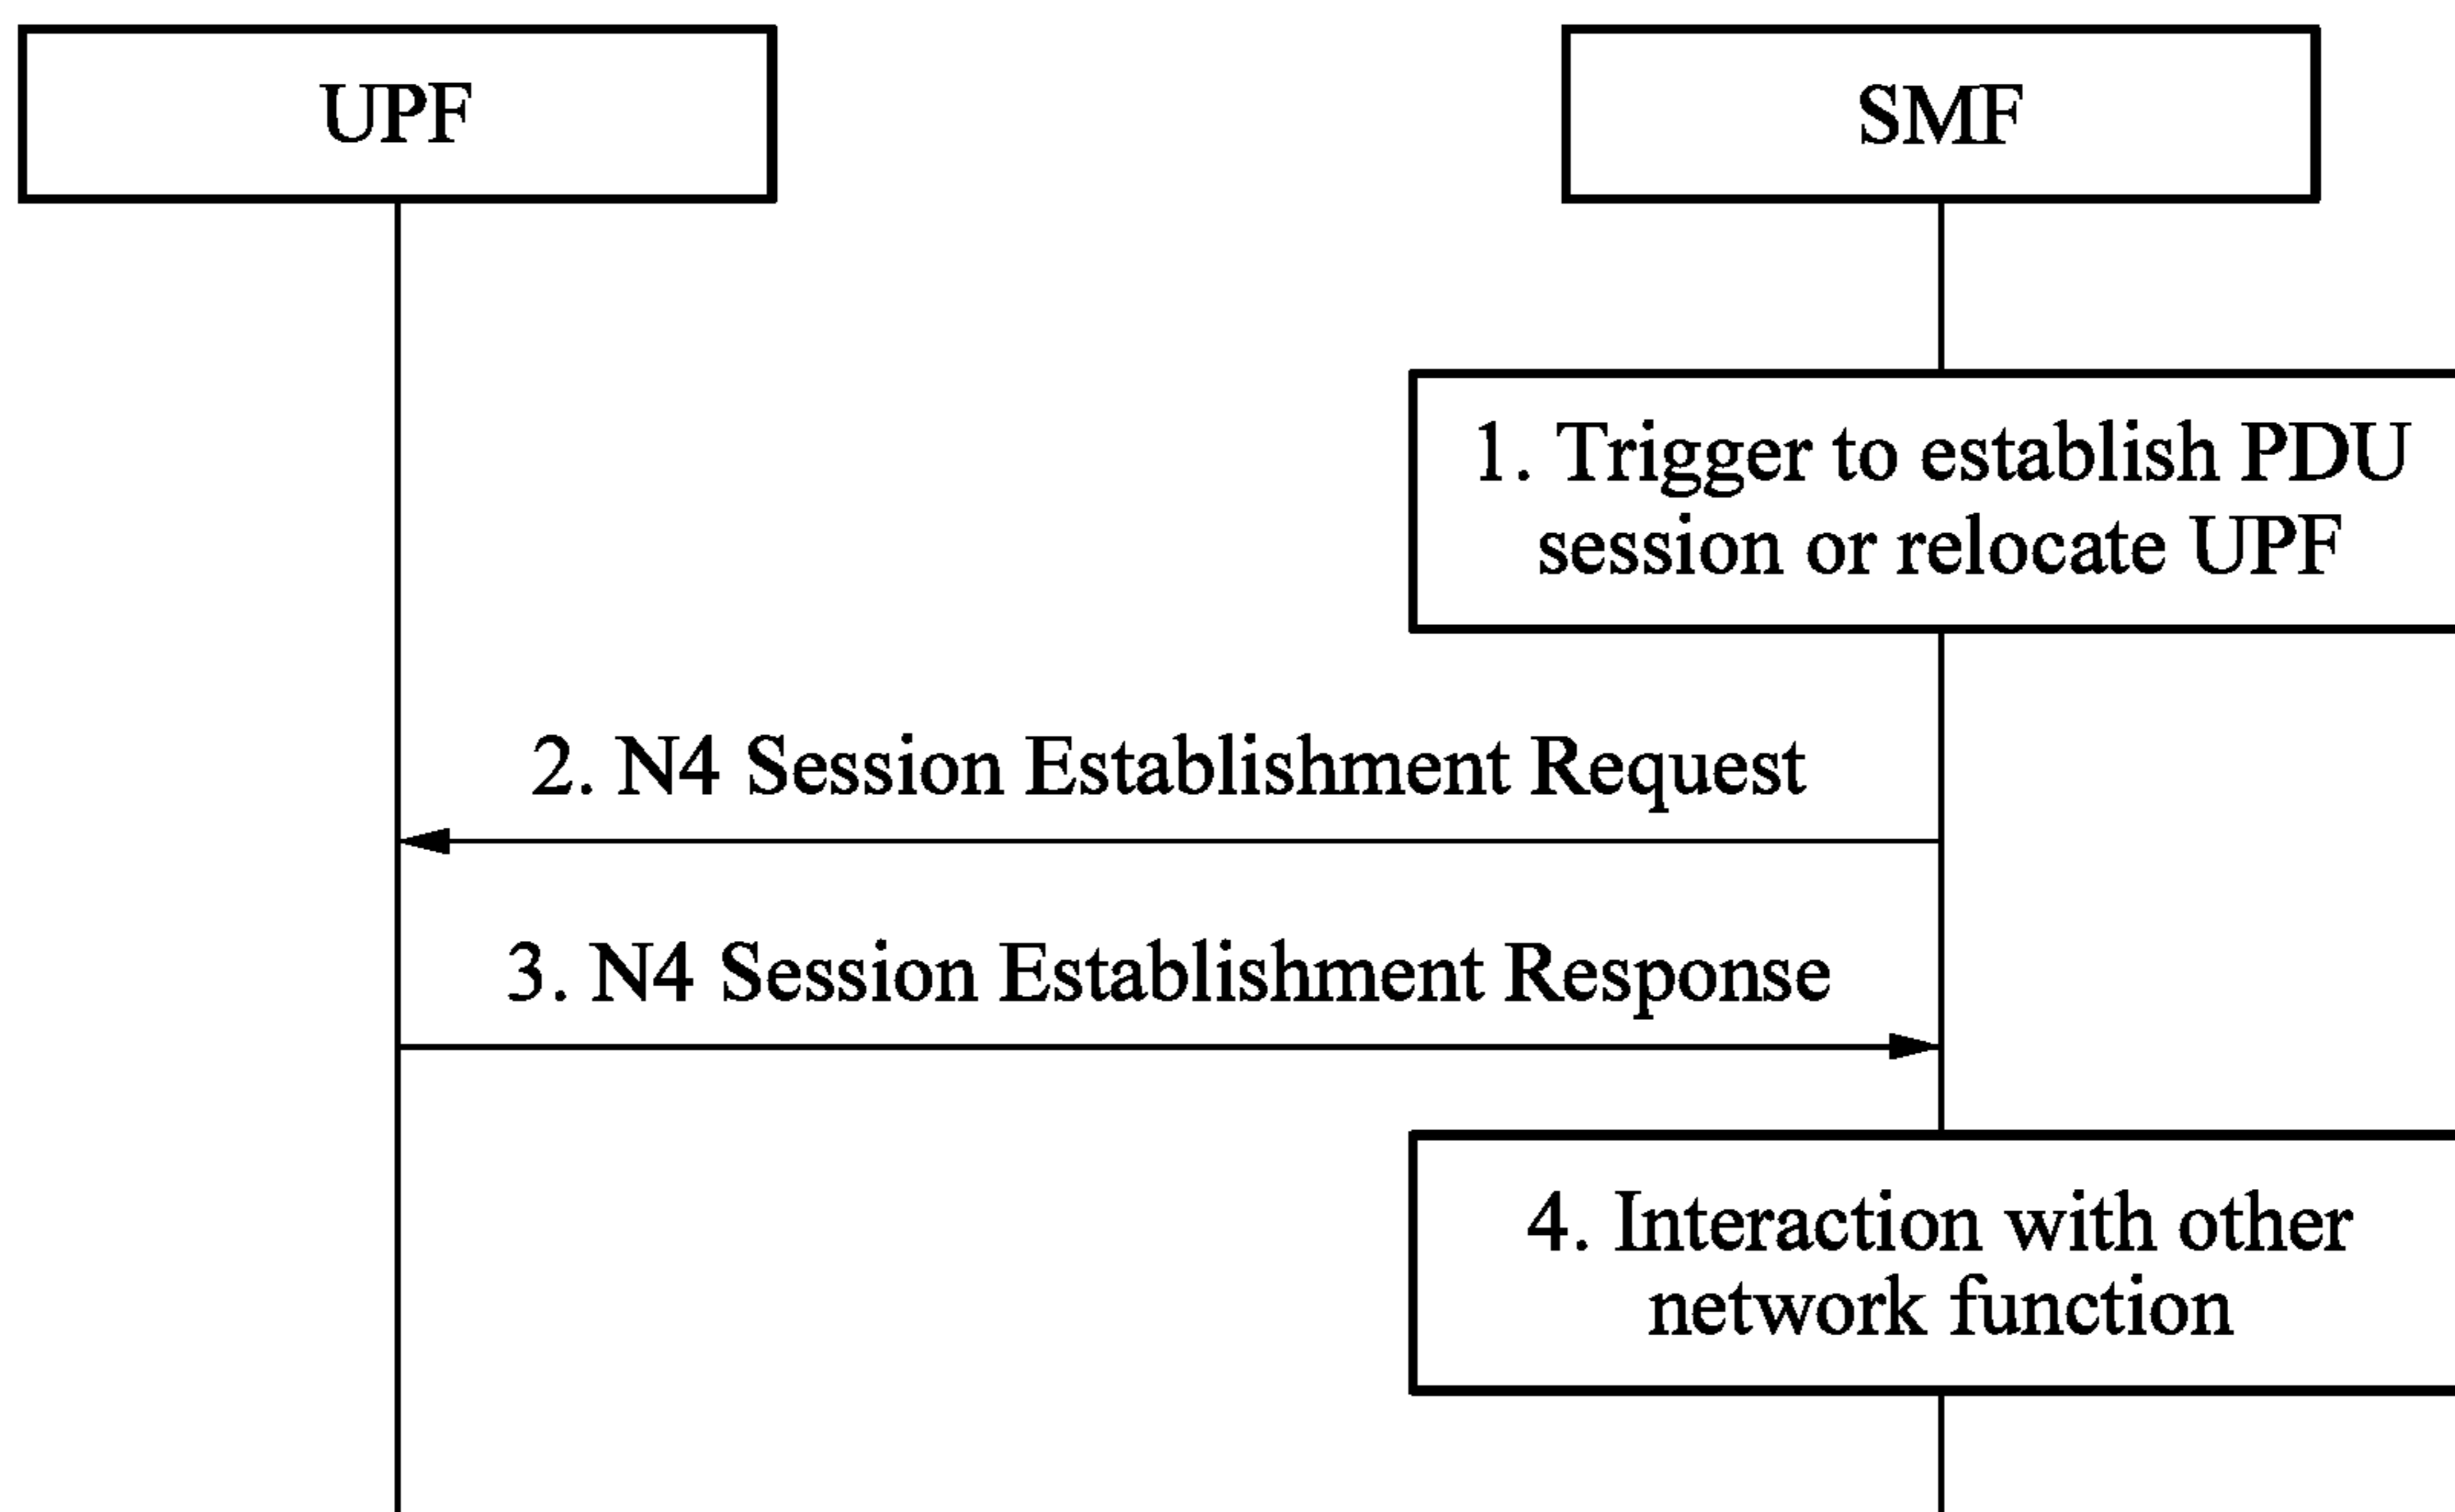 UPF
SMF
1. Trigger to establish PDU
session or relocate UPF
2. N4 Session Establishment Request
3. N4 Session Establishment Response
4. Interaction with other
network function